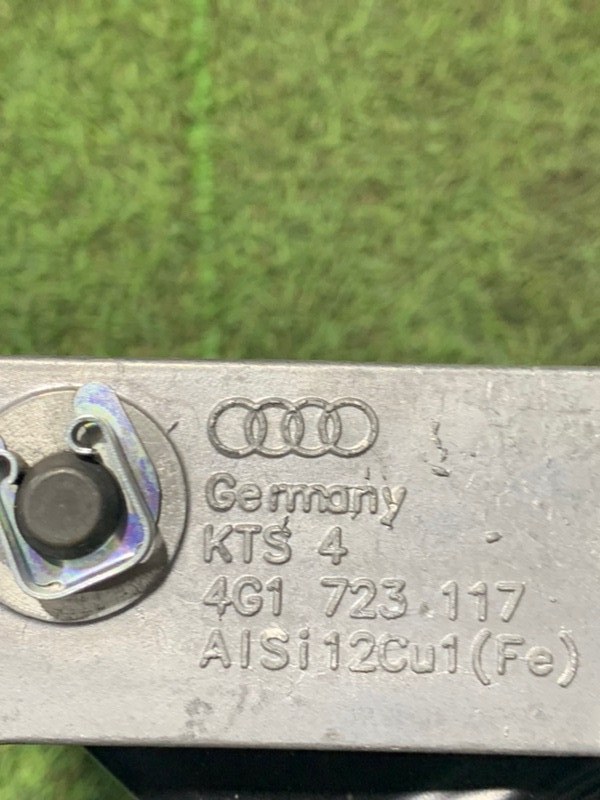 Germany
KTS 4
4G1 723.117
AlSi12Cu1(Fe)